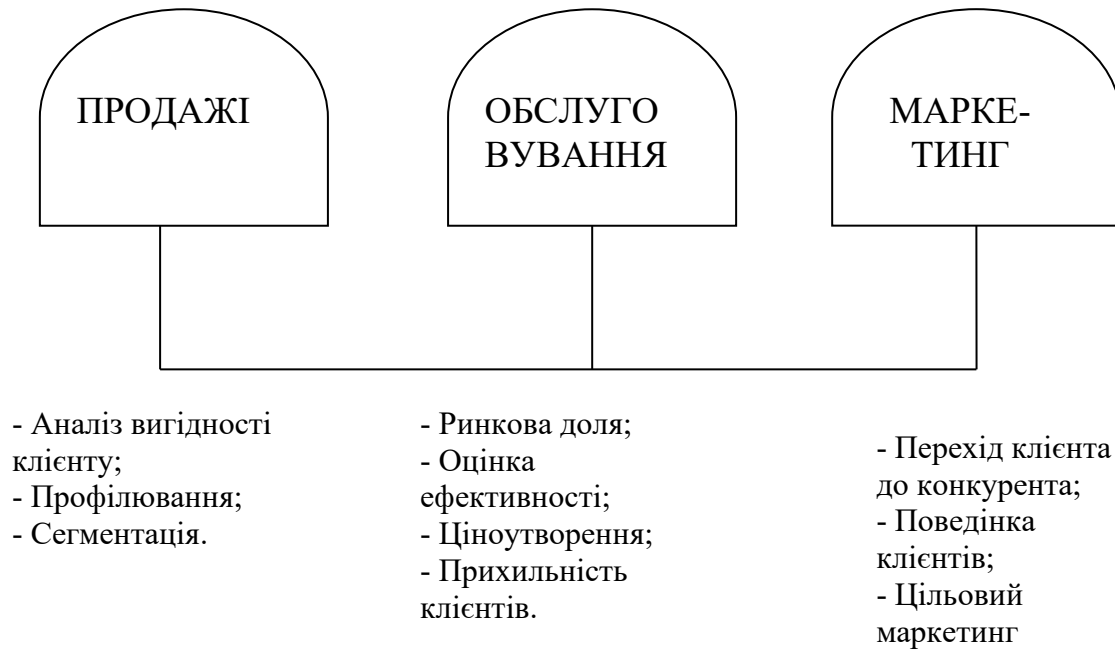 ПРОДАЖІ
ОБСЛУГО
ВУВАННЯ
МАРКЕ-
ТИНГ
- Аналіз вигідності
клієнту;
- Профілювання;
- Сегментація.
- Ринкова доля;
- Оцінка
ефективності;
- Ціноутворення;
- Прихильність
клієнтів.
- Перехід клієнта
до конкурента;
- Поведінка
клієнтів;
- Цільовий
маркетинг